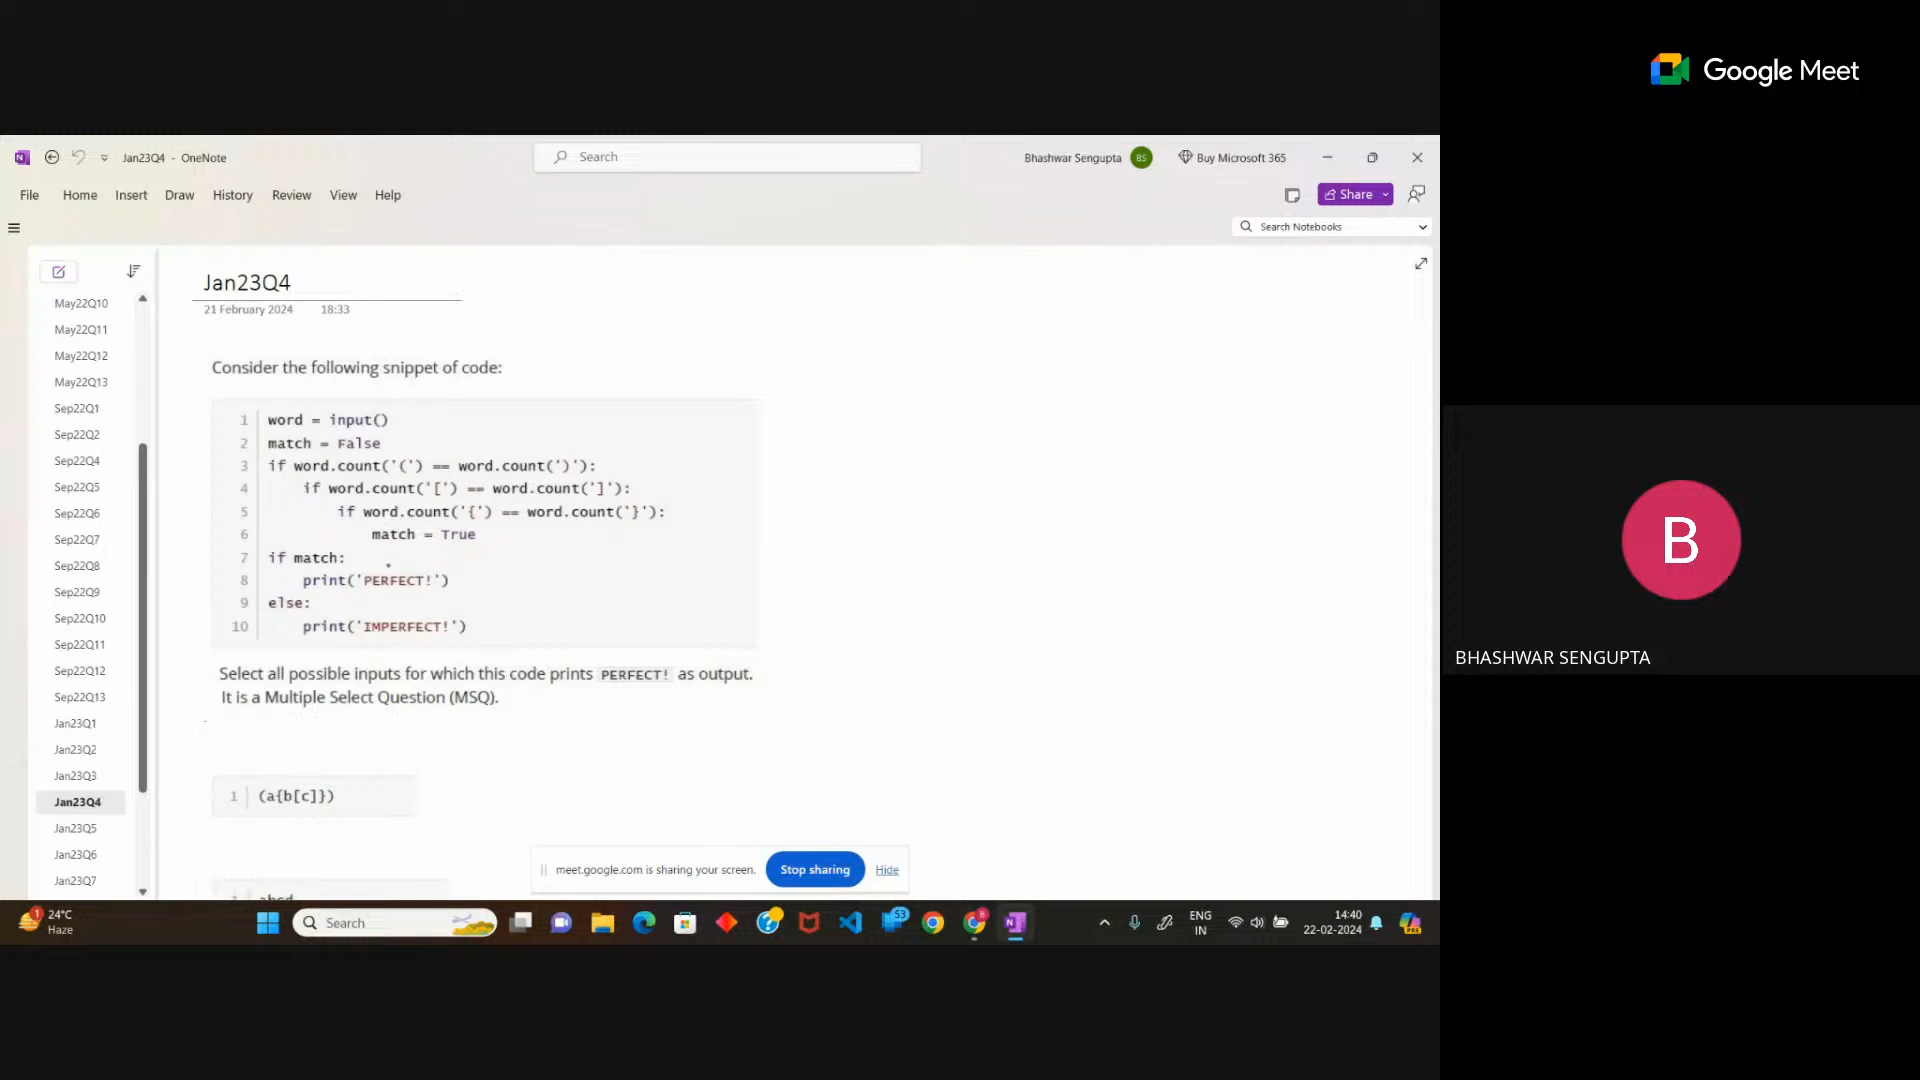 Google Meet
Jan23Q4 - OneNote
Search
Bhashwar Sengupta
BS
Buy Microsoft 365
File
Home
Insert
Draw
History
Review
View
Help
Share
Search Notebooks
May22Q10
May22Q11
May22Q12
May22Q13
Sep22Q1
Sep22Q2
Sep22Q4
Sep22Q5
Sep22Q6
Sep22Q7
Sep22Q8
Sep22Q9
Sep22Q10
Sep22Q11
Sep22Q12
Sep22Q13
Jan23Q1
Jan23Q2
Jan23Q3
Jan23Q4
Jan23Q5
Jan23Q6
Jan23Q7
Jan23Q4
21 February 2024 18:33
Consider the following snippet of code:
1 word = input()
2 match = False
3 if word.count('(') == word.count(')'):
4 if word.count('[') == word.count(']'):
5 if word.count('{') == word.count('}'):
6 match = True
7 if match:
8 print('PERFECT!')
9 else:
10 print('IMPERFECT!')
Select all possible inputs for which this code prints PERFECT! as output.
It is a Multiple Select Question (MSQ).
1 (a{b[c]})
meet.google.com is sharing your screen.
Stop sharing
Hide
B
BHASHWAR SENGUPTA
1
24°C
Haze
Search
53
B
ENG
IN
14:40
22-02-2024
PRE